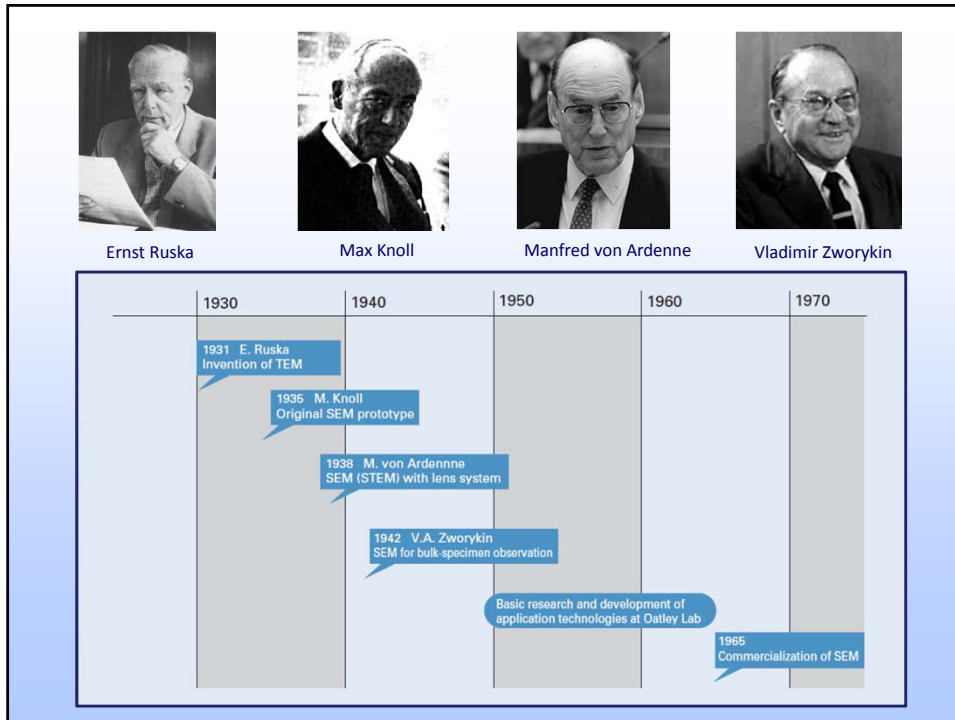 Ernst Ruska
Max Knoll
Manfred von Ardenne
Vladimir Zworykin
1930
1940
1950
1960
1970
1931 E. Ruska
Invention of TEM
1935 M. Knoll
Original SEM prototype
1938 M. von Ardennne
SEM (STEM) with lens system
1942 V.A. Zworykin
SEM for bulk-specimen observation
Basic research and development of
application technologies at Oatley Lab
1965
Commercialization of SEM